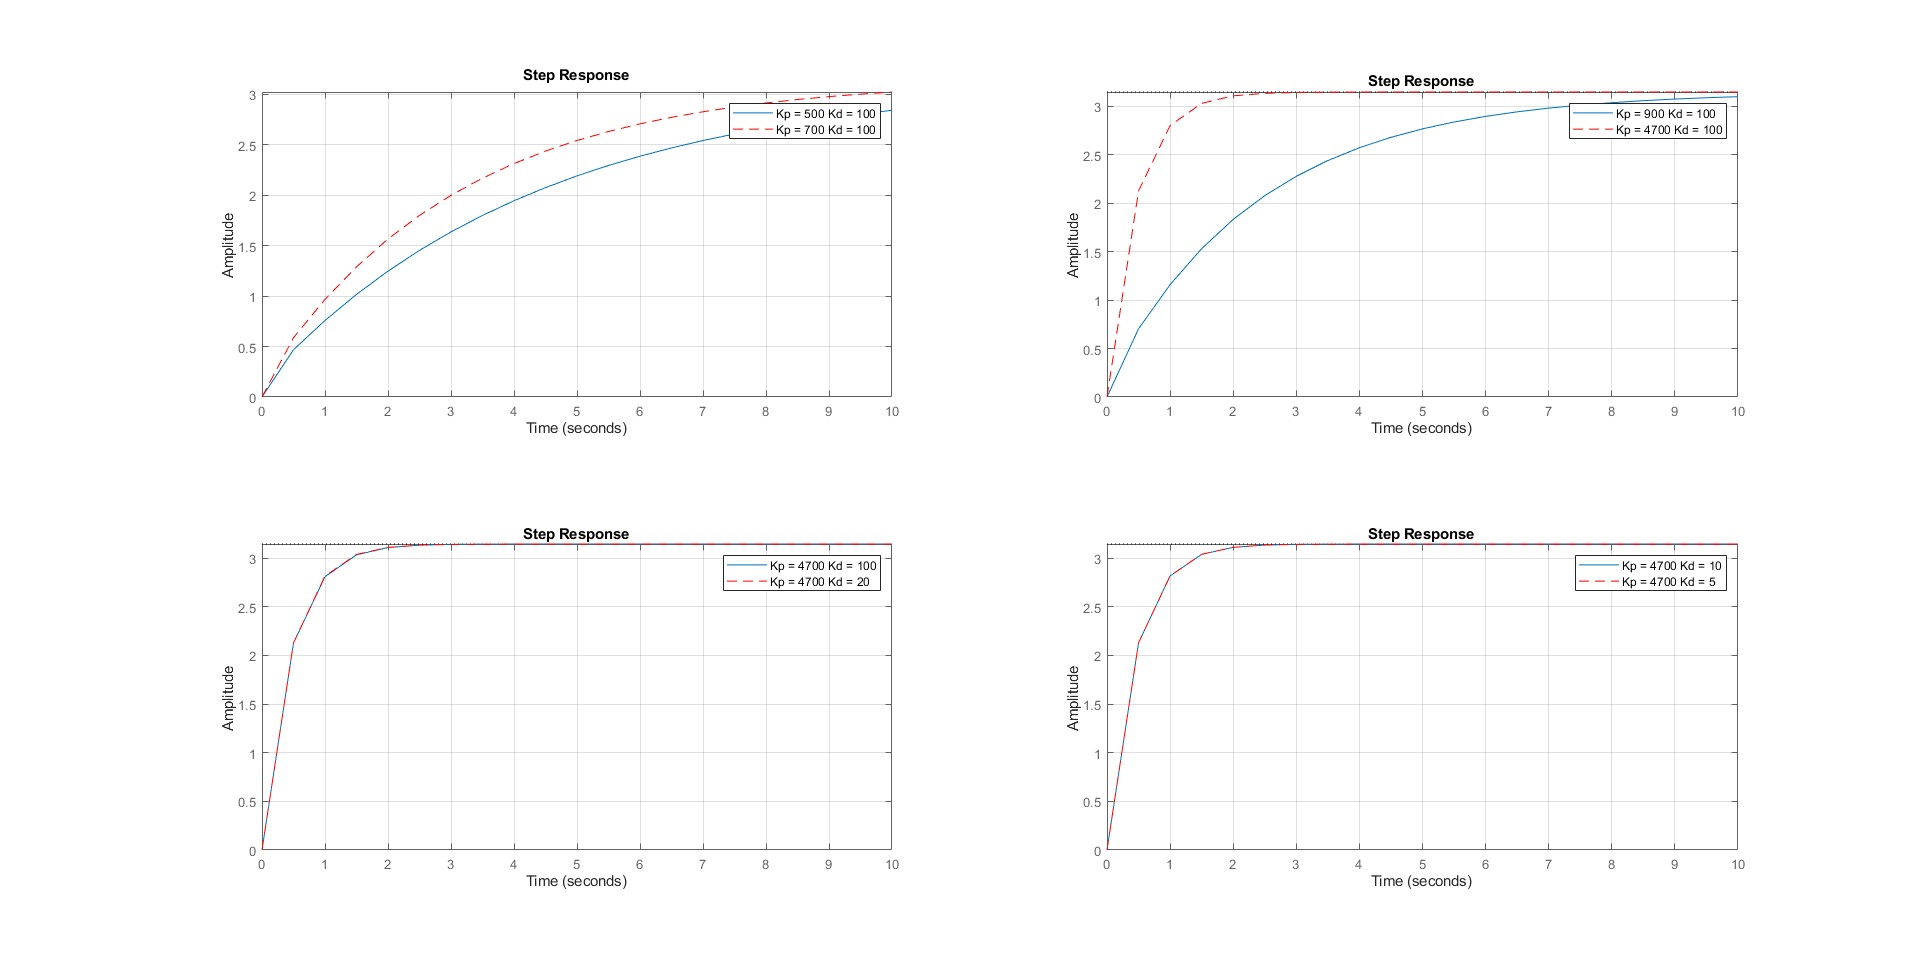 Step Response
3
2.5
2
1.5
1
0.5
0
Amplitude
Kp = 500 Kd = 100
Kp = 700 Kd = 100
0 1 2 3 4 5 6 7 8 9 10
Time (seconds)
Step Response
3
2.5
2
1.5
1
0.5
0
Amplitude
Kp = 900 Kd = 100
Kp = 4700 Kd = 100
0 1 2 3 4 5 6 7 8 9 10
Time (seconds)
Step Response
3
2.5
2
1.5
1
0.5
0
Amplitude
Kp = 4700 Kd = 100
Kp = 4700 Kd = 20
0 1 2 3 4 5 6 7 8 9 10
Time (seconds)
Step Response
3
2.5
2
1.5
1
0.5
0
Amplitude
Kp = 4700 Kd = 10
Kp = 4700 Kd = 5
0 1 2 3 4 5 6 7 8 9 10
Time (seconds)